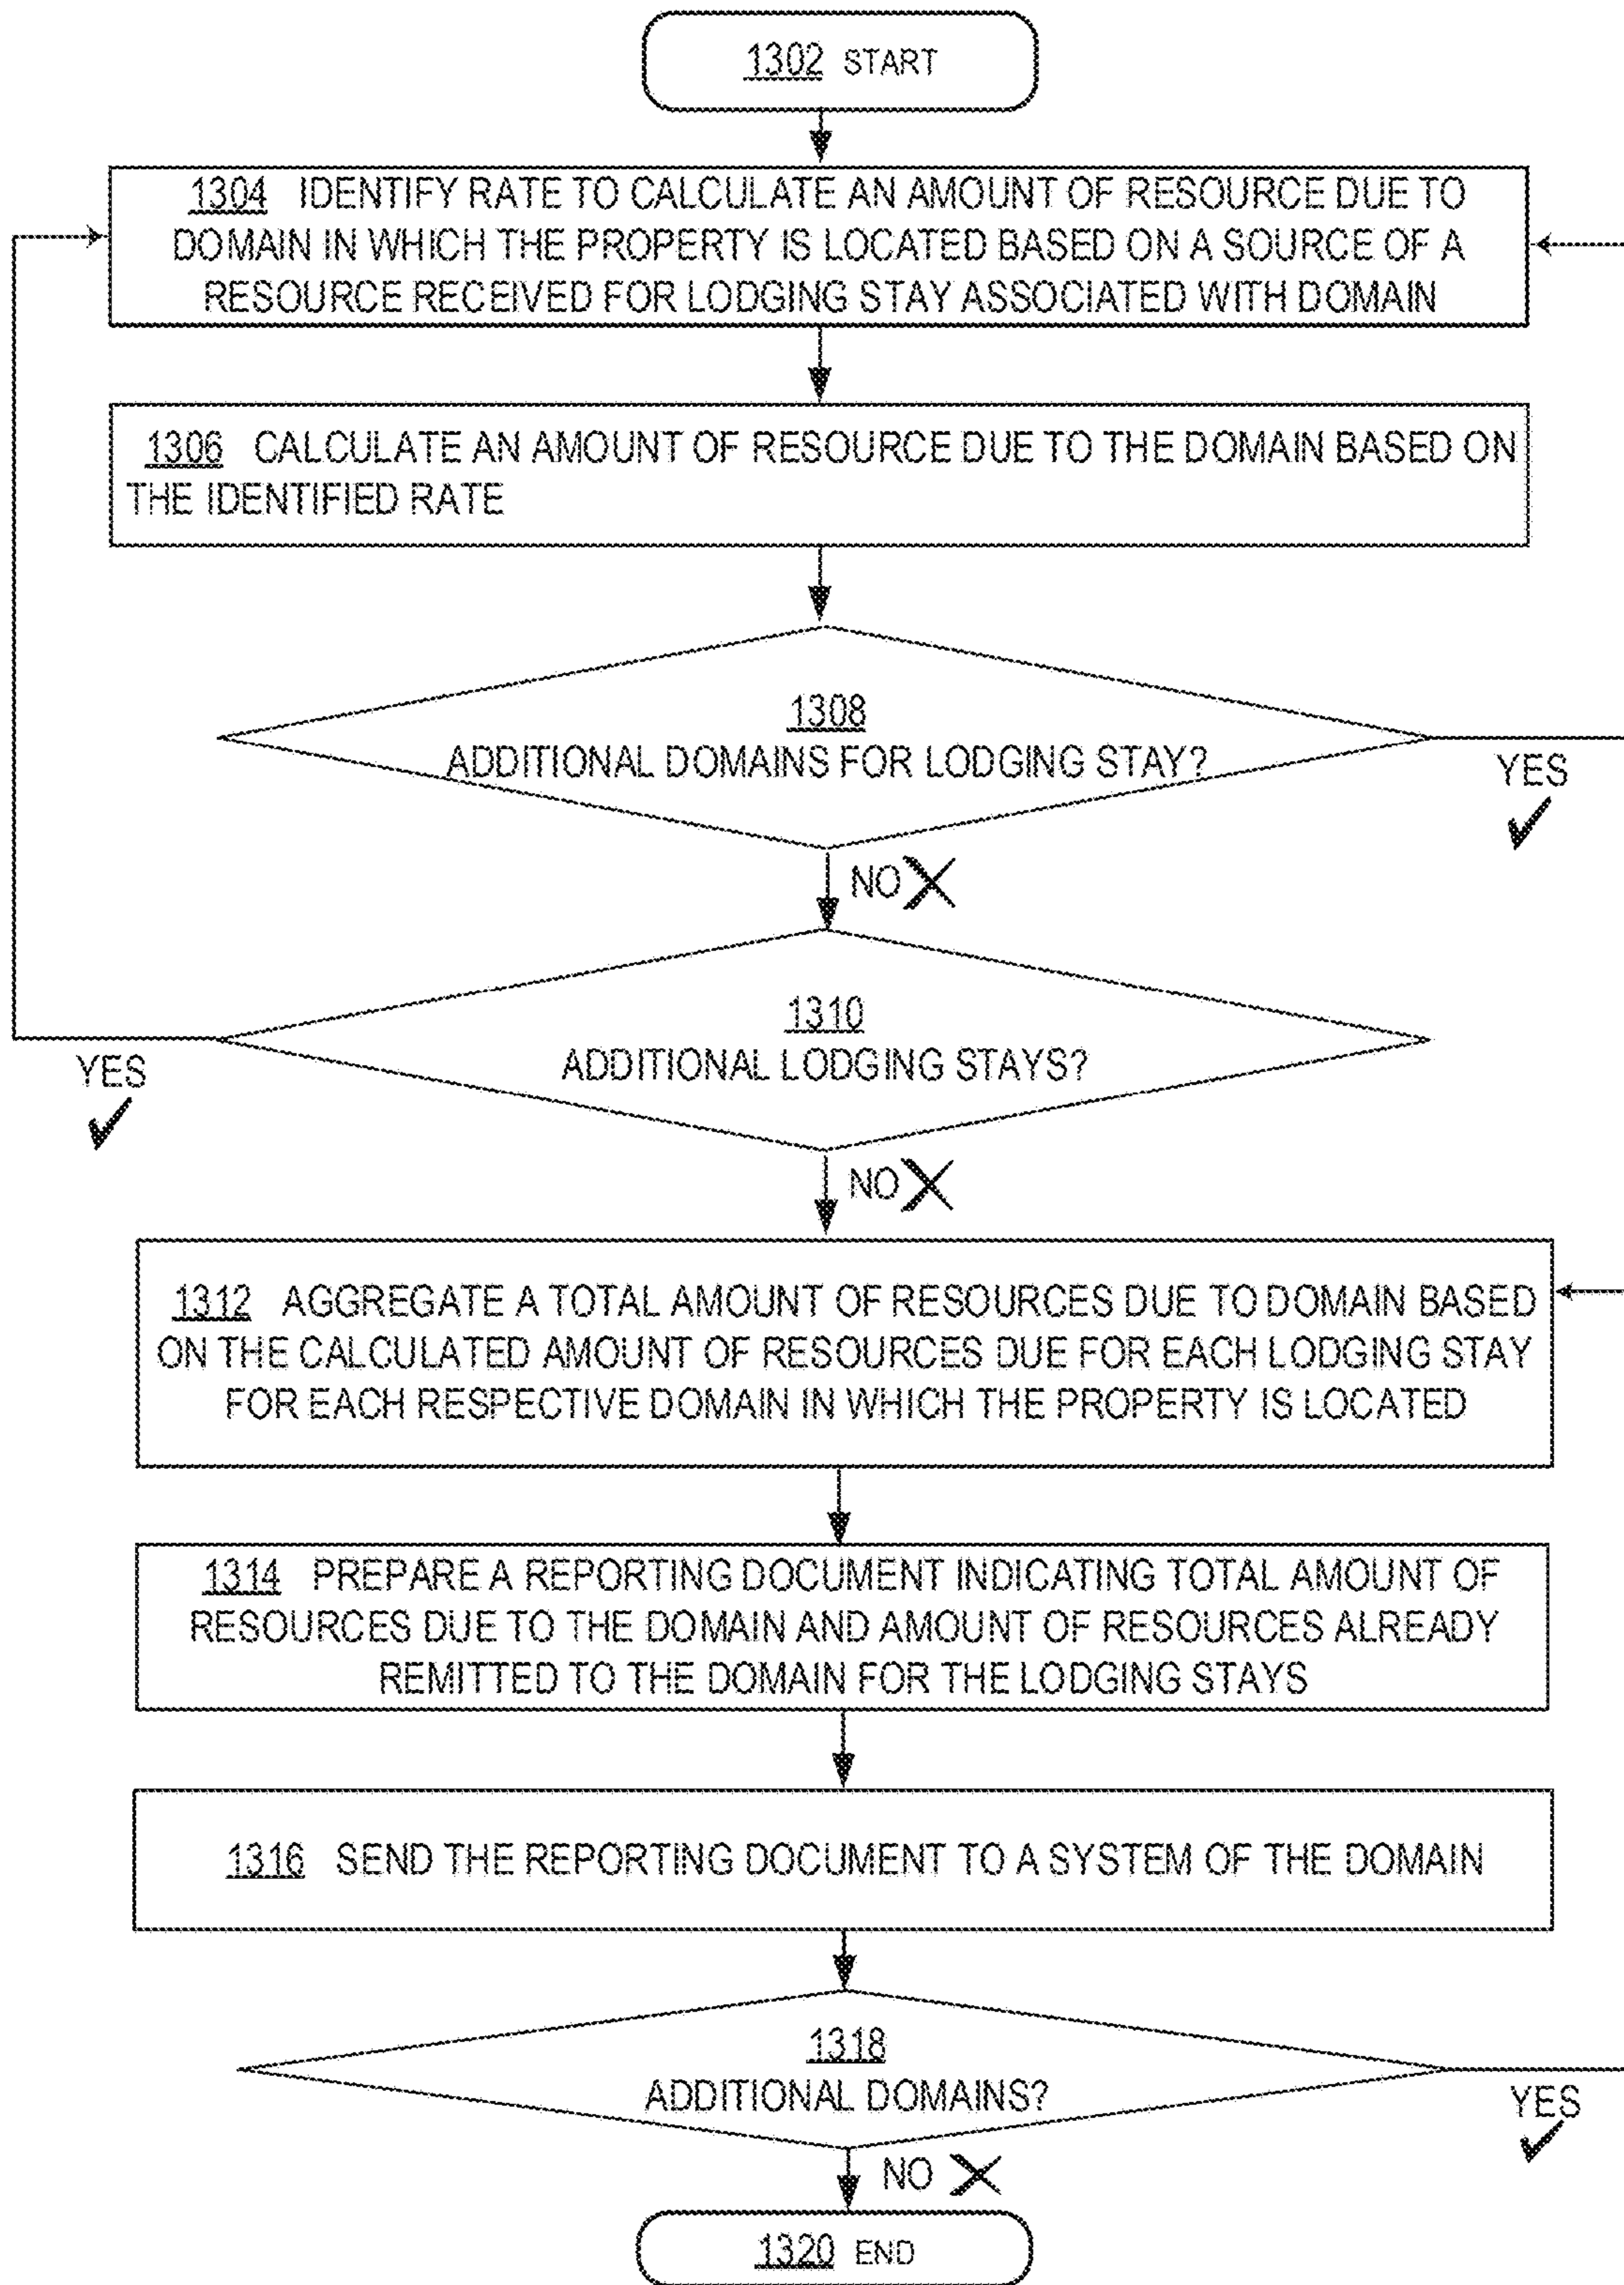 1302 START
1304 IDENTIFY RATE TO CALCULATE AN AMOUNT OF RESOURCE DUE TO
DOMAIN IN WHICH THE PROPERTY IS LOCATED BASED ON A SOURCE OF A
RESOURCE RECEIVED FOR LODGING STAY ASSOCIATED WITH DOMAIN
1306 CALCULATE AN AMOUNT OF RESOURCE DUE TO THE DOMAIN BASED ON
THE IDENTIFIED RATE
1308
ADDITIONAL DOMAINS FOR LODGING STAY?
YES
NO
1310
ADDITIONAL LODGING STAYS?
YES
NO
1312 AGGREGATE A TOTAL AMOUNT OF RESOURCES DUE TO DOMAIN BASED
ON THE CALCULATED AMOUNT OF RESOURCES DUE FOR EACH LODGING STAY
FOR EACH RESPECTIVE DOMAIN IN WHICH THE PROPERTY IS LOCATED
1314 PREPARE A REPORTING DOCUMENT INDICATING TOTAL AMOUNT OF
RESOURCES DUE TO THE DOMAIN AND AMOUNT OF RESOURCES ALREADY
REMITTED TO THE DOMAIN FOR THE LODGING STAYS
1316 SEND THE REPORTING DOCUMENT TO A SYSTEM OF THE DOMAIN
1318
ADDITIONAL DOMAINS?
YES
NO
1320 END